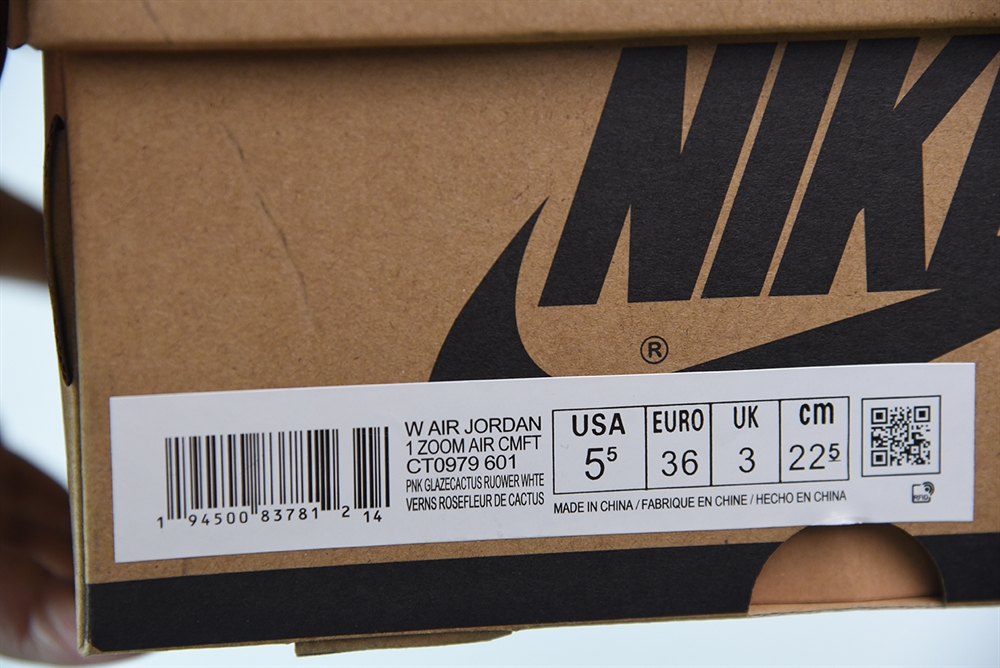 NIKE
®
W AIR JORDAN
1 ZOOM AIR CMFT
CT0979 601
PNK GLAZECACTUS RUOWER WHTE
VERNS ROSEFLEUR DE CACTUS
USA EURO UK cm
5⁵ 36 3 22⁵
MADE IN CHINA / FABRIQUE EN CHINE / HECHO EN CHINA
1 94500 83781 2 14
RFID